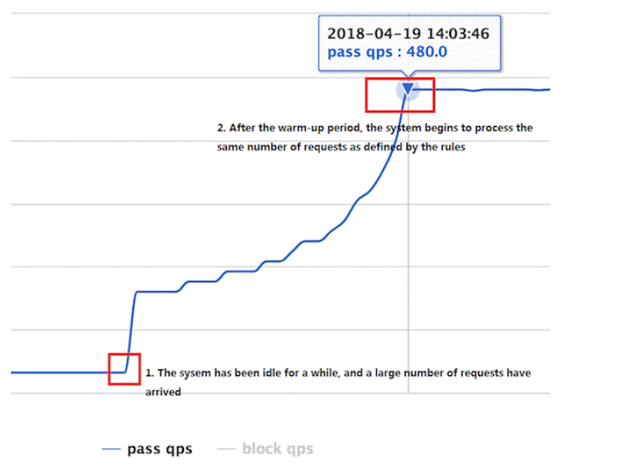 2018-04-19 14:03:46
pass qps : 480.0
2. After the warm-up period, the system begins to process the
same number of requests as defined by the rules
1. The sysem has been idle for a while, and a large number of requests have
arrived
pass qps block qps